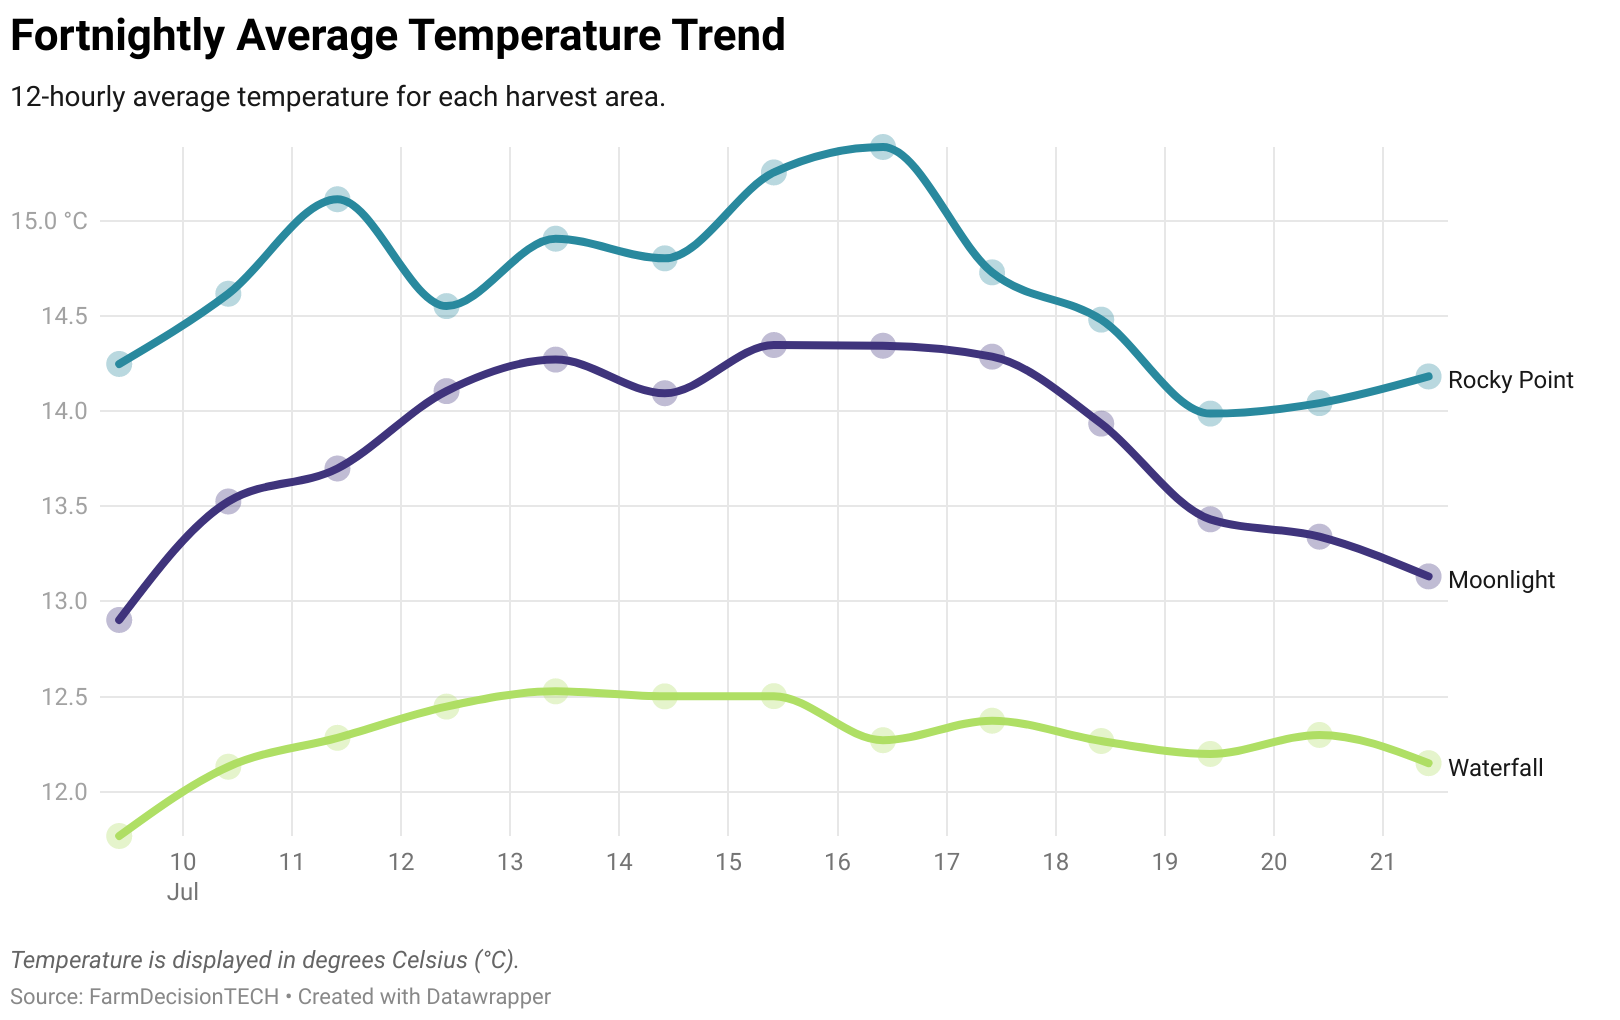 Fortnightly Average Temperature Trend
12-hourly average temperature for each harvest area.
15.0 °C
14.5
14.0
13.5
13.0
12.5
12.0
Rocky Point
Moonlight
Waterfall
10 11 12 13 14 15 16 17 18 19 20 21
Jul
Temperature is displayed in degrees Celsius (°C).
Source: FarmDecisionTECH • Created with Datawrapper